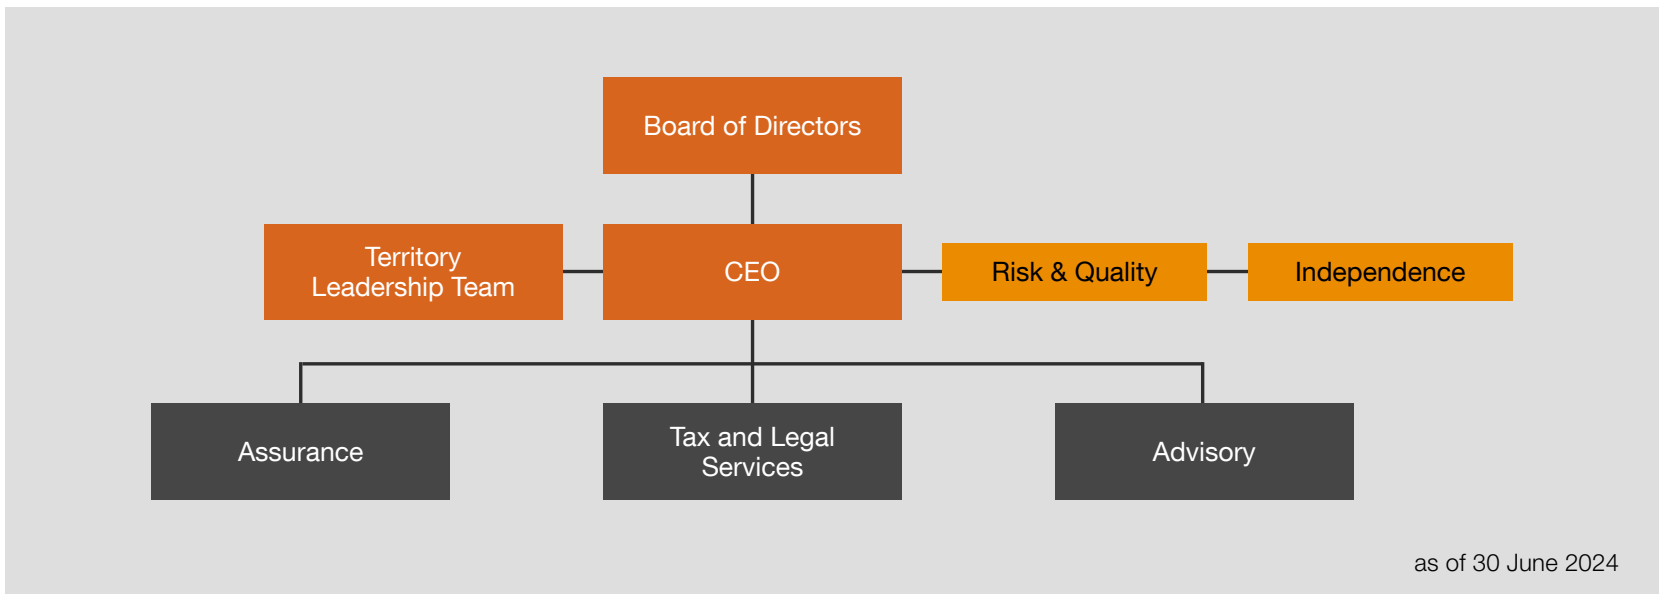 Board of Directors
Territory
Leadership Team
CEO
Risk & Quality
Independence
Assurance
Tax and Legal
Services
Advisory
as of 30 June 2024